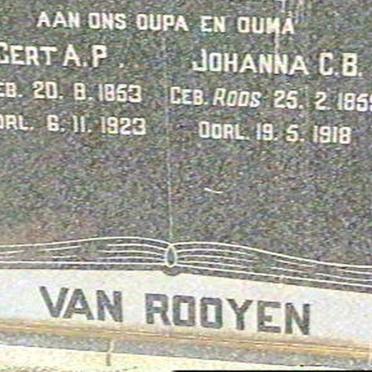 AAN ONS OUPA EN OUMA
GERT A.P. JOHANNA C.B.
GEB. 20.8.1853 GEB. ROOS 25.2.185
OORL. 6.11.1923 OORL. 19.5.1918
VAN ROOYEN